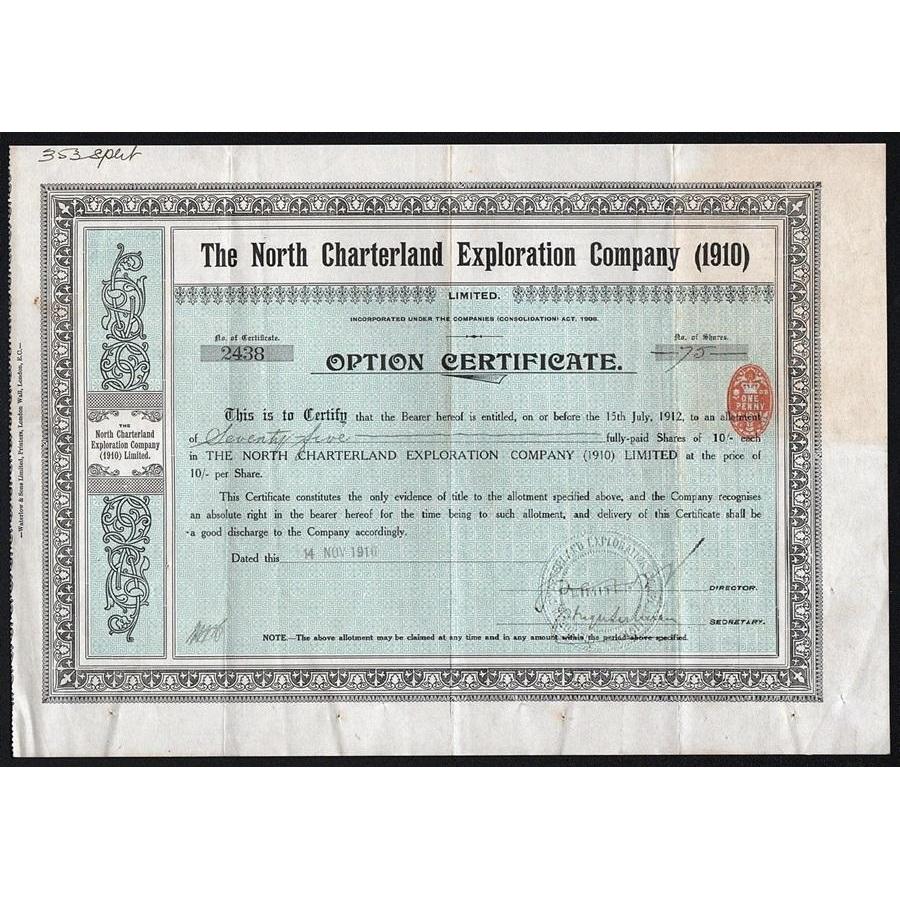 353 split
The North Charterland Exploration Company (1910)
LIMITED.
INCORPORATED UNDER THE COMPANIES (CONSOLIDATION) ACT, 1908.
No. of Certificate.
2438
No. of Shares.
75
OPTION CERTIFICATE.
ONE
PENNY
This is to Certify that the Bearer hereof is entitled, on or before the 15th July, 1912, to an allotment
of Seventy five fully-paid Shares of 10/- each
in THE NORTH CHARTERLAND EXPLORATION COMPANY (1910) LIMITED at the price of
10/- per Share.
This Certificate constitutes the only evidence of title to the allotment specified above, and the Company recognises
an absolute right in the bearer hereof for the time being to such allotment, and delivery of this Certificate shall be
a good discharge to the Company accordingly.
Dated this 14 NOV 1910
DIRECTOR.
SECRETARY.
NOTE.—The above allotment may be claimed at any time and in any amount within the period above specified.
THE
North Charterland
Exploration Company
(1910) Limited.
—Waterlow & Sons Limited, Printers, London Wall, London, E.C.—